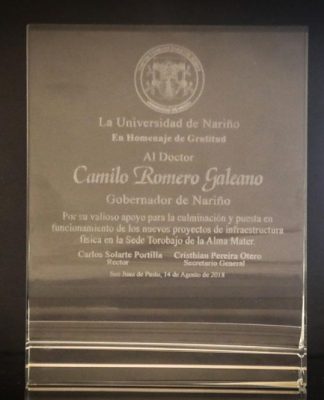 La Universidad de Nariño
En Homenaje de Gratitud
Al Doctor
Camilo Romero Galeano
Gobernador de Nariño
Por su valioso apoyo para la culminación y puesta en
funcionamiento de los nuevos proyectos de infraestructura
física en la Sede Torobajo de la Alma Mater.
Carlos Solarte Portilla Cristhian Pereira Otero
Rector Secretario General
San Juan de Pasto, 14 de Agosto de 2018